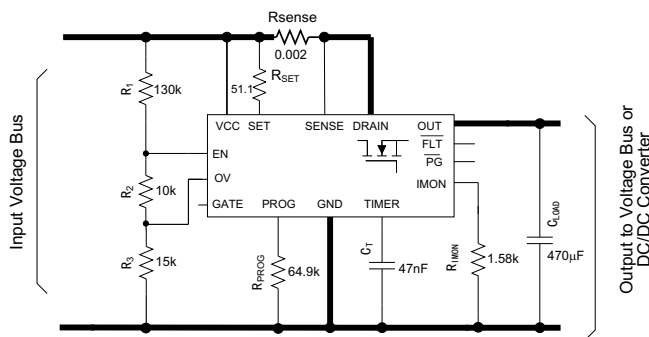 Rsense
0.002
RSET
51.1
R1
130k
VCC SET SENSE DRAIN OUT
FLT
PG
EN
OV
IMON
GATE PROG GND TIMER
R2
10k
R3
15k
RPROG
64.9k
CT
47nF
RIMON
1.58k
CLOAD
470µF
Input Voltage Bus
Output to Voltage Bus or
DC/DC Converter